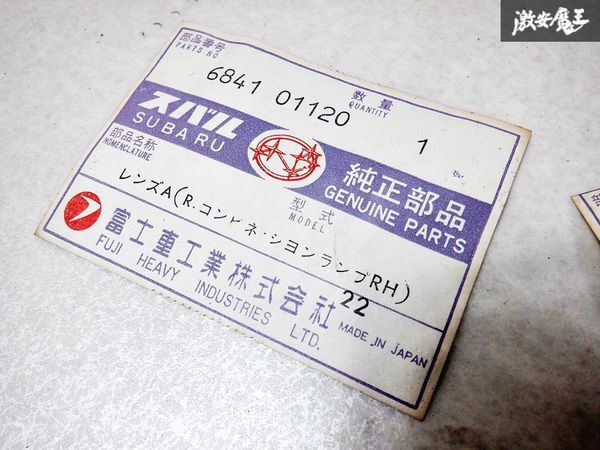 激安魔王
部品番号
PARTS NO
6841 01120
数量
QUANTITY
1
スバル
SUBARU
純正部品
GENUINE PARTS
部品名称
NOMENCLATURE
型式
MODEL
レンズA(R.コンビネ·シヨンランプRH)
22
富士重工業株式会社
FUJI HEAVY INDUSTRIES LTD.
MADE IN JAPAN